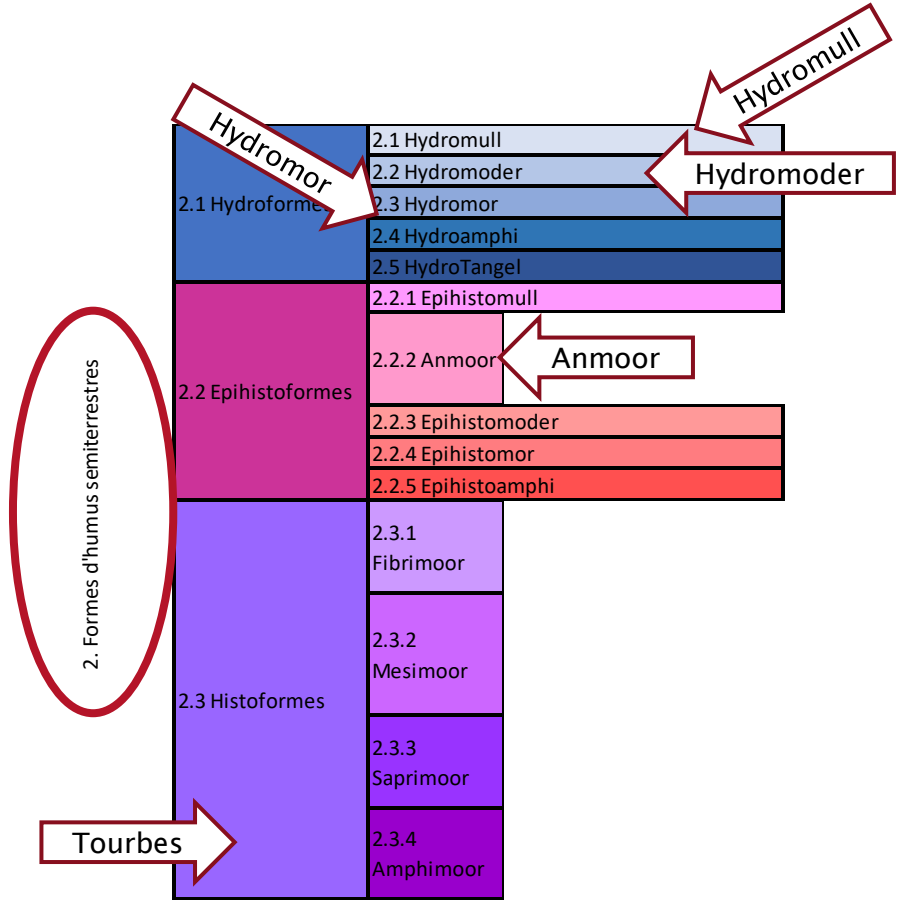 Hydromull
Hydromor
Hydromoder
2.1 Hydroformes
2.1 Hydromull
2.2 Hydromoder
2.3 Hydromor
2.4 Hydroamphi
2.5 HydroTangel
2. Formes d'humus semiterrestres
2.2 Epihistoformes
2.2.1 Epihistomull
2.2.2 Anmoor
Anmoor
2.2.3 Epihistomoder
2.2.4 Epihistomor
2.2.5 Epihistoamphi
2.3 Histoformes
2.3.1
Fibrimoor
2.3.2
Mesimoor
2.3.3
Saprimoor
2.3.4
Amphimoor
Tourbes